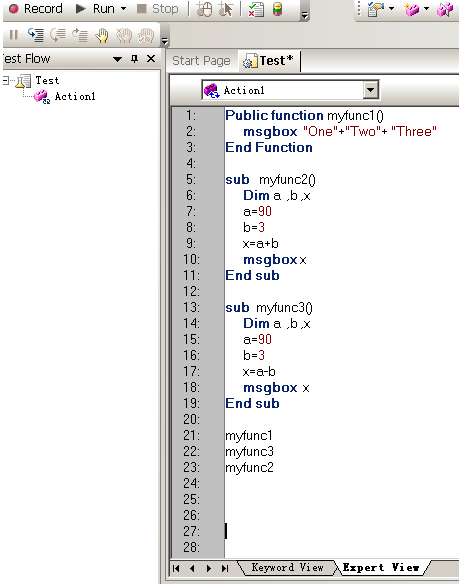 Record Run Stop
Test Flow
Start Page Test*
Test
Action1
Action1
1: Public function myfunc1()
2: msgbox "One"+"Two"+ "Three"
3: End Function
4:
5: sub myfunc2()
6: Dim a ,b ,x
7: a=90
8: b=3
9: x=a+b
10: msgbox x
11: End sub
12:
13: sub myfunc3()
14: Dim a ,b ,x
15: a=90
16: b=3
17: x=a-b
18: msgbox x
19: End sub
20:
21: myfunc1
22: myfunc3
23: myfunc2
24:
25:
26:
27:
28:
Keyword View Expert View